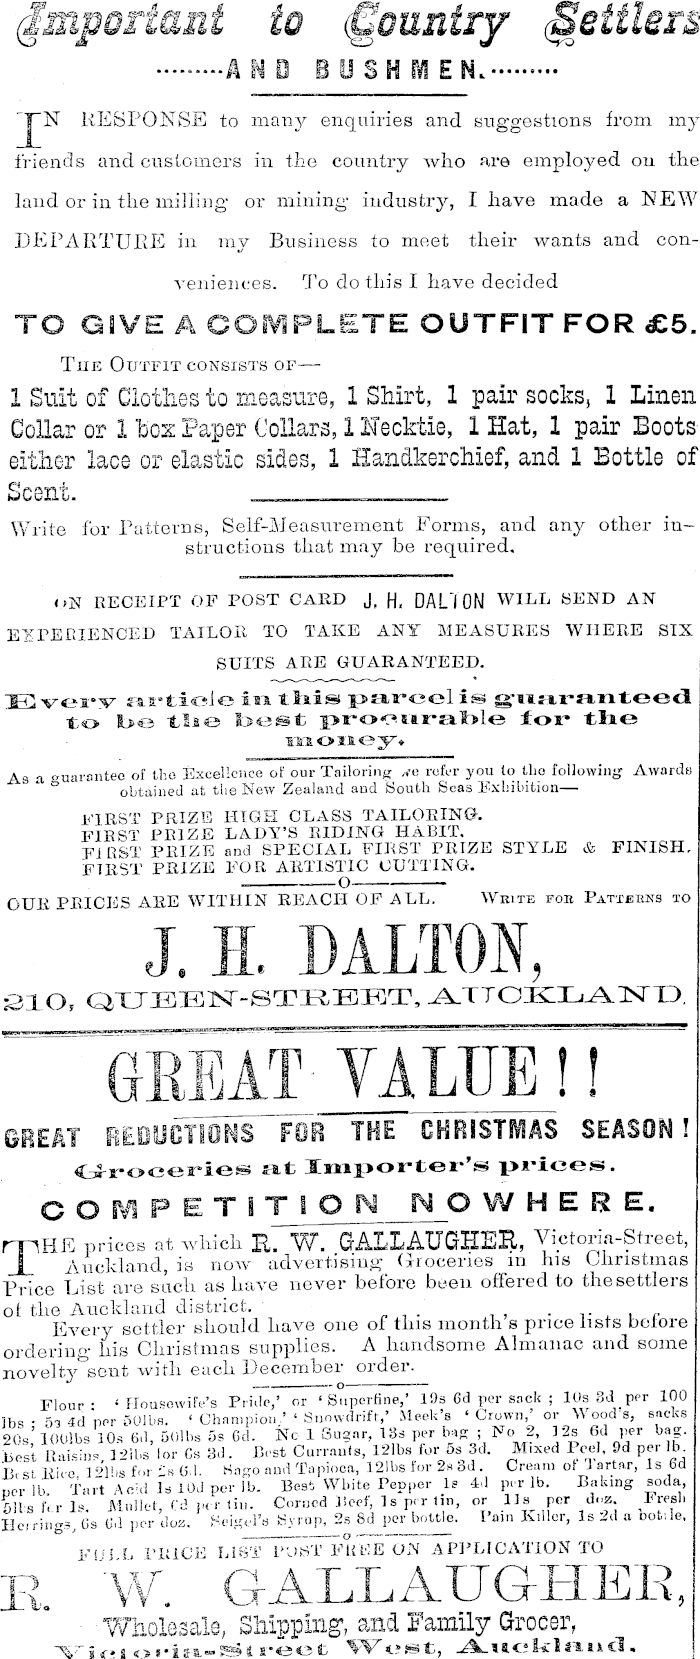 Important to Country Settlers
AND BUSHMEN.
IN RESPONSE to many enquiries and suggestions from my
friends and customers in the country who are employed on the
land or in the milling or mining industry, I have made a NEW
DEPARTURE in my Business to meet their wants and con-
veniences. To do this I have decided
TO GIVE A COMPLETE OUTFIT FOR £5.
THE OUTFIT CONSISTS OF—
1 Suit of Clothes to measure, 1 Shirt, 1 pair socks, 1 Linen
Collar or 1 box Paper Collars, 1 Necktie, 1 Hat, 1 pair Boots
either lace or elastic sides, 1 Handkerchief, and 1 Bottle of
Scent.
Write for Patterns, Self-Measurement Forms, and any other in-
structions that may be required.
ON RECEIPT OF POST CARD J. H. DALTON WILL SEND AN
EXPERIENCED TAILOR TO TAKE ANY MEASURES WHERE SIX
SUITS ARE GUARANTEED.
Every article in this parcel is guaranteed
to be the best procurable for the
money.
As a guarantee of the Excellence of our Tailoring we refer you to the following Awards
obtained at the New Zealand and South Seas Exhibition—
FIRST PRIZE HIGH CLASS TAILORING.
FIRST PRIZE LADY'S RIDING HABIT.
FIRST PRIZE and SPECIAL FIRST PRIZE STYLE & FINISH.
FIRST PRIZE FOR ARTISTIC CUTTING.
OUR PRICES ARE WITHIN REACH OF ALL. WRITE FOR PATTERNS TO
J. H. DALTON,
210, QUEEN-STREET, AUCKLAND.
GREAT VALUE!!
GREAT REDUCTIONS FOR THE CHRISTMAS SEASON!
Groceries at Importer's prices.
COMPETITION NOWHERE.
THE prices at which R. W. GALLAUGHER, Victoria-Street,
Auckland, is now advertising Groceries in his Christmas
Price List are such as have never before been offered to the settlers
of the Auckland district.
Every settler should have one of this month's price lists before
ordering his Christmas supplies. A handsome Almanac and some
novelty sent with each December order.
Flour: 'Housewife's Pride,' or 'Superfine,' 19s 6d per sack; 10s 3d per 100
lbs; 5s 4d per 50lbs. 'Champion,' 'Snowdrift,' Meek's 'Crown,' or Wood's, sacks
20s, 100lbs 10s 6d, 50lbs 5s 6d. No 1 Sugar, 13s per bag; No 2, 12s 6d per bag.
Best Raisins, 12lbs for 6s 3d. Best Currants, 12lbs for 5s 3d. Mixed Peel, 9d per lb.
Best Rice, 12lbs for 2s 6d. Sago and Tapioca, 12lbs for 2s 3d. Cream of Tartar, 1s 6d
per lb. Tart Acid 1s 10d per lb. Best White Pepper 1s 4d per lb. Baking soda,
5lbs for 1s. Mullet, 6d per tin. Corned Beef, 1s per tin, or 11s per doz. Fresh
Herrings, 6s 6d per doz. Seigel's Syrup, 2s 8d per bottle. Pain Killer, 1s 2d a bottle.
FULL PRICE LIST POST FREE ON APPLICATION TO
R. W. GALLAUGHER,
Wholesale, Shipping, and Family Grocer,
Victoria-Street West, Auckland.